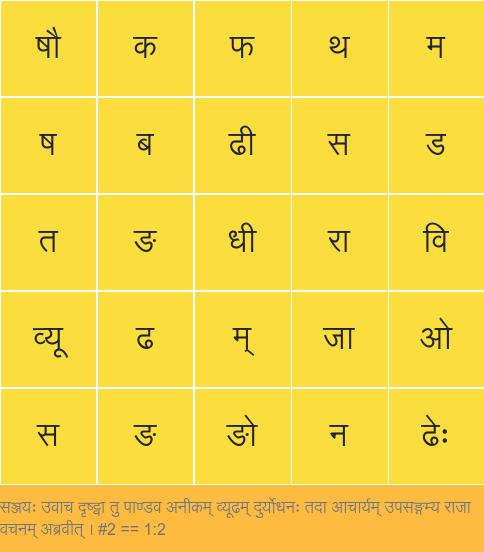 षौ क फ थ म
ष ब ढी स ड
त ङ धी रा वि
व्यू ढ म् जा ओ
स ङ ङो न ढेः
सञ्जयः उवाच दृष्ट्वा तु पाण्डव अनीकम् व्यूढम् दुर्योधनः तदा आचार्यम् उपसङ्गम्य राजा
वचनम् अब्रवीत् । #2 == 1:2